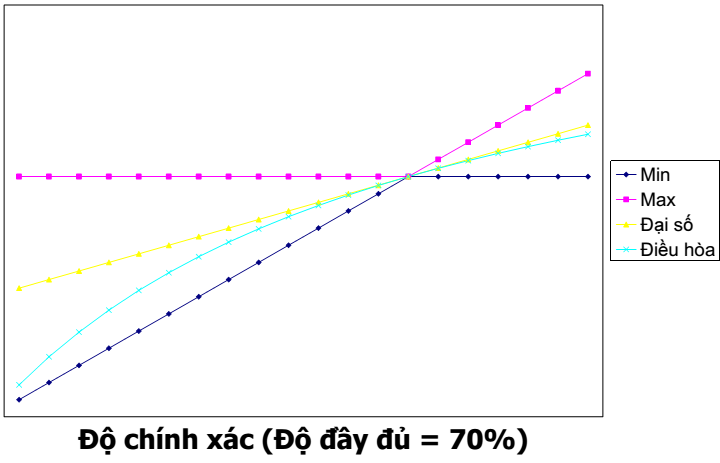 Min
Max
Đại số
Điều hòa
Độ chính xác (Độ đầy đủ = 70%)